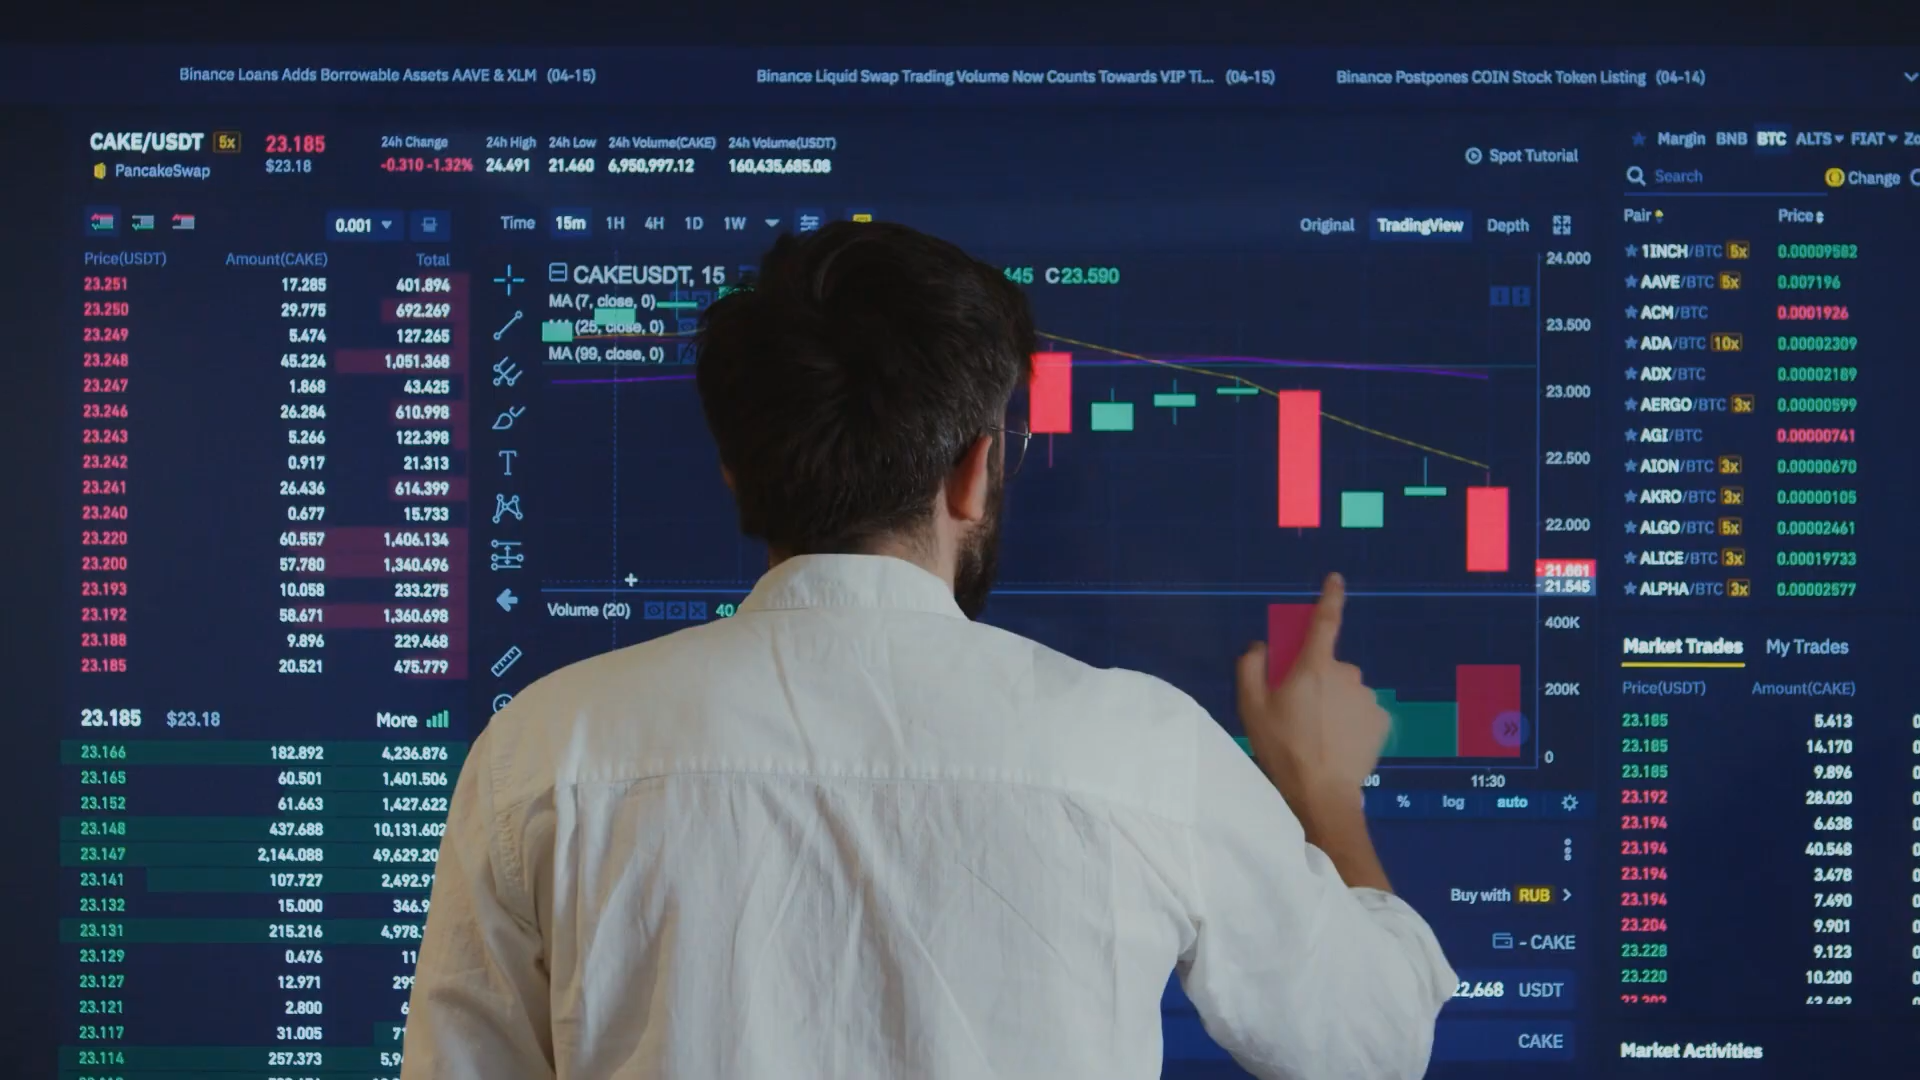 Binance Loans Adds Borrowable Assets AAVE & XLM (04-15)
Binance Liquid Swap Trading Volume Now Counts Towards VIP Ti... (04-15)
Binance Postpones COIN Stock Token Listing (04-14)
CAKE/USDT 5x
PancakeSwap
23.185
$23.18
24h Change
-0.310 -1.32%
24h High
24.491
24h Low
21.460
24h Volume(CAKE)
6,950,997.12
24h Volume(USDT)
160,435,685.08
Spot Tutorial
0.001
Price(USDT) Amount(CAKE) Total
23.251 17.285 401.894
23.250 29.775 692.269
23.249 5.474 127.265
23.248 45.224 1,051.368
23.247 1.868 43.425
23.246 26.284 610.998
23.243 5.266 122.398
23.242 0.917 21.313
23.241 26.436 614.399
23.240 0.677 15.733
23.220 60.557 1,406.134
23.200 57.780 1,340.496
23.193 10.058 233.275
23.192 58.671 1,360.698
23.188 9.896 229.468
23.185 20.521 475.779
23.185 $23.18 More
23.166 182.892 4,236.876
23.165 60.501 1,401.506
23.152 61.663 1,427.622
23.148 437.688 10,131.602
23.147 2,144.088 49,629.20
23.141 107.727 2,492.9
23.132 15.000 346.9
23.131 215.216 4,978.
23.129 0.476 11
23.127 12.971 29
23.121 2.800 6
23.117 31.005 7
23.114 257.373 5,9
Time 15m 1H 4H 1D 1W
Original TradingView Depth
CAKEUSDT, 15
C23.590
MA (7, close, 0)
(25, close, 0)
MA (99, close, 0)
24.000
23.500
23.000
22.500
22.000
21.661
21.545
Volume (20) 40
400K
200K
0
00 11:30
% log auto
Buy with RUB
- CAKE
22,668 USDT
CAKE
Margin BNB BTC ALTS FIAT Zo
Search
Change
Pair Price
1INCH/BTC 5x 0.00009582
AAVE/BTC 5x 0.007196
ACM/BTC 0.0001926
ADA/BTC 10x 0.00002309
ADX/BTC 0.00002189
AERGO/BTC 3x 0.00000599
AGI/BTC 0.00000741
AION/BTC 3x 0.00000670
AKRO/BTC 3x 0.00000105
ALGO/BTC 5x 0.00002461
ALICE/BTC 3x 0.00019733
ALPHA/BTC 3x 0.00002577
Market Trades My Trades
Price(USDT) Amount(CAKE)
23.185 5.413
23.185 14.170
23.185 9.896
23.192 28.020
23.194 6.638
23.194 40.548
23.194 3.478
23.194 7.490
23.204 9.901
23.228 9.123
23.220 10.200
Market Activities